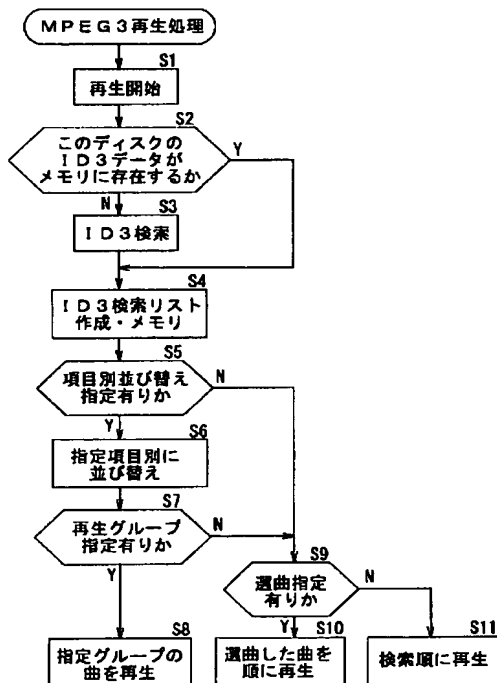 MPEG3再生処理
S1
再生開始
S2
このディスクの
ID3データが
メモリに存在するか
Y
N
S3
ID3検索
S4
ID3検索リスト
作成・メモリ
S5
項目別並び替え
指定有りか
N
Y
S6
指定項目別に
並び替え
S7
再生グループ
指定有りか
N
Y
S9
選曲指定
有りか
N
Y
S8
指定グループの
曲を再生
S10
選曲した曲を
順に再生
S11
検索順に再生